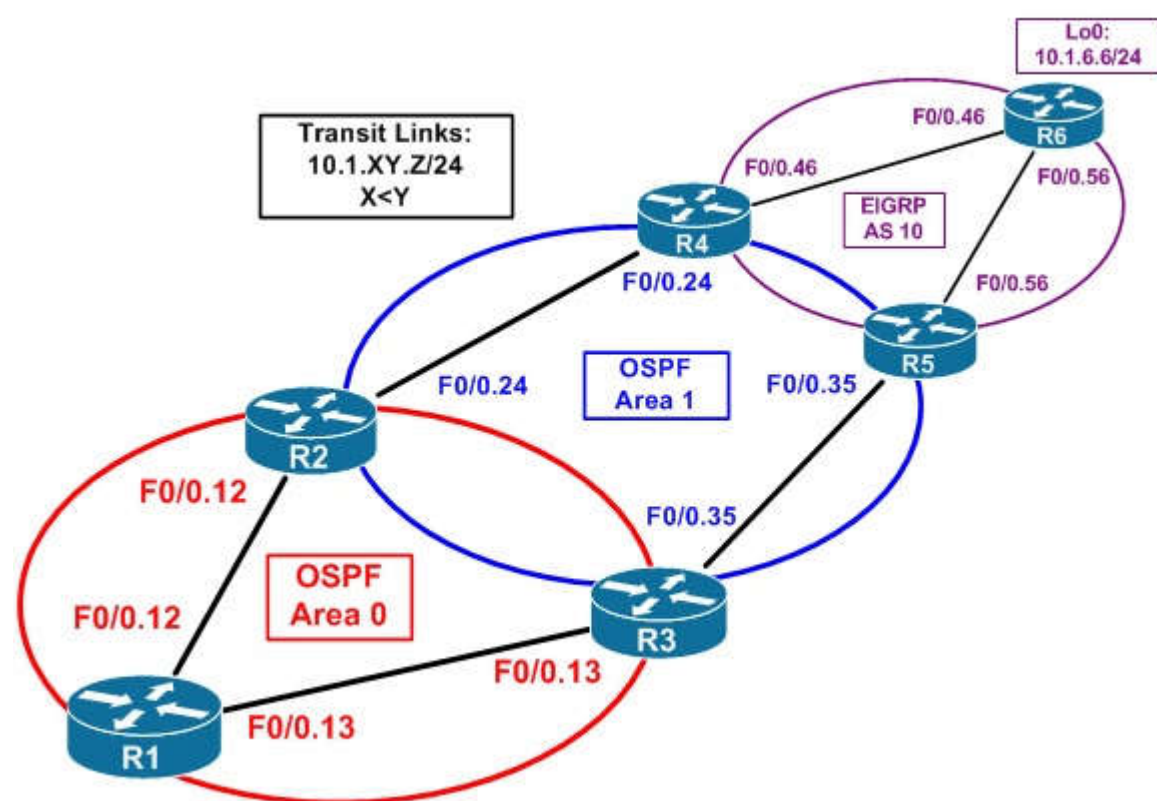 Lo0:
10.1.6.6/24
Transit Links:
10.1.XY.Z/24
X<Y
F0/0.46
R6
F0/0.46
F0/0.56
EIGRP
AS 10
R4
F0/0.24
F0/0.56
R5
OSPF
Area 1
F0/0.35
F0/0.24
R2
F0/0.12
F0/0.35
OSPF
Area 0
F0/0.12
R3
F0/0.13
F0/0.13
R1